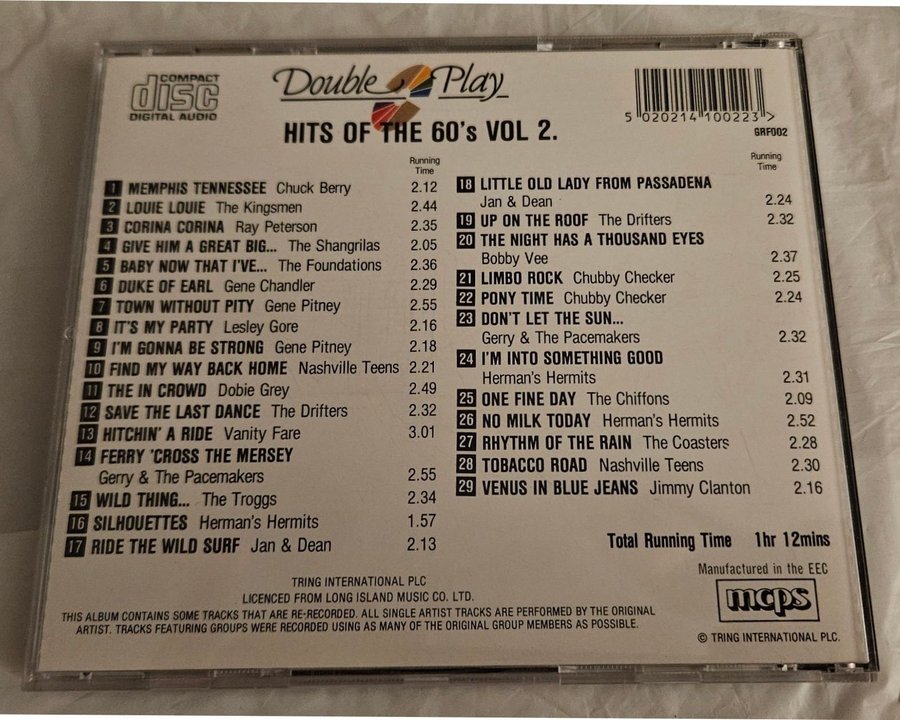 COMPACT
disc
DIGITAL AUDIO
Double Play
HITS OF THE 60's VOL 2.
5 020214 100223 >
GRF002
Running
Time
1 MEMPHIS TENNESSEE Chuck Berry 2.12
2 LOUIE LOUIE The Kingsmen 2.44
3 CORINA CORINA Ray Peterson 2.35
4 GIVE HIM A GREAT BIG... The Shangrilas 2.05
5 BABY NOW THAT I'VE... The Foundations 2.36
6 DUKE OF EARL Gene Chandler 2.29
7 TOWN WITHOUT PITY Gene Pitney 2.55
8 IT'S MY PARTY Lesley Gore 2.16
9 I'M GONNA BE STRONG Gene Pitney 2.18
10 FIND MY WAY BACK HOME Nashville Teens 2.21
11 THE IN CROWD Dobie Grey 2.49
12 SAVE THE LAST DANCE The Drifters 2.32
13 HITCHIN' A RIDE Vanity Fare 3.01
14 FERRY 'CROSS THE MERSEY
Gerry & The Pacemakers 2.55
15 WILD THING... The Troggs 2.34
16 SILHOUETTES Herman's Hermits 1.57
17 RIDE THE WILD SURF Jan & Dean 2.13
Running
Time
18 LITTLE OLD LADY FROM PASSADENA
Jan & Dean 2.24
19 UP ON THE ROOF The Drifters 2.32
20 THE NIGHT HAS A THOUSAND EYES
Bobby Vee 2.37
21 LIMBO ROCK Chubby Checker 2.25
22 PONY TIME Chubby Checker 2.24
23 DON'T LET THE SUN...
Gerry & The Pacemakers 2.32
24 I'M INTO SOMETHING GOOD
Herman's Hermits 2.31
25 ONE FINE DAY The Chiffons 2.09
26 NO MILK TODAY Herman's Hermits 2.52
27 RHYTHM OF THE RAIN The Coasters 2.28
28 TOBACCO ROAD Nashville Teens 2.30
29 VENUS IN BLUE JEANS Jimmy Clanton 2.16
Total Running Time 1hr 12mins
Manufactured in the EEC
mcps
© TRING INTERNATIONAL PLC.
TRING INTERNATIONAL PLC
LICENCED FROM LONG ISLAND MUSIC CO. LTD.
THIS ALBUM CONTAINS SOME TRACKS THAT ARE RE-RECORDED. ALL SINGLE ARTIST TRACKS ARE PERFORMED BY THE ORIGINAL
ARTIST. TRACKS FEATURING GROUPS WERE RECORDED USING AS MANY OF THE ORIGINAL GROUP MEMBERS AS POSSIBLE.